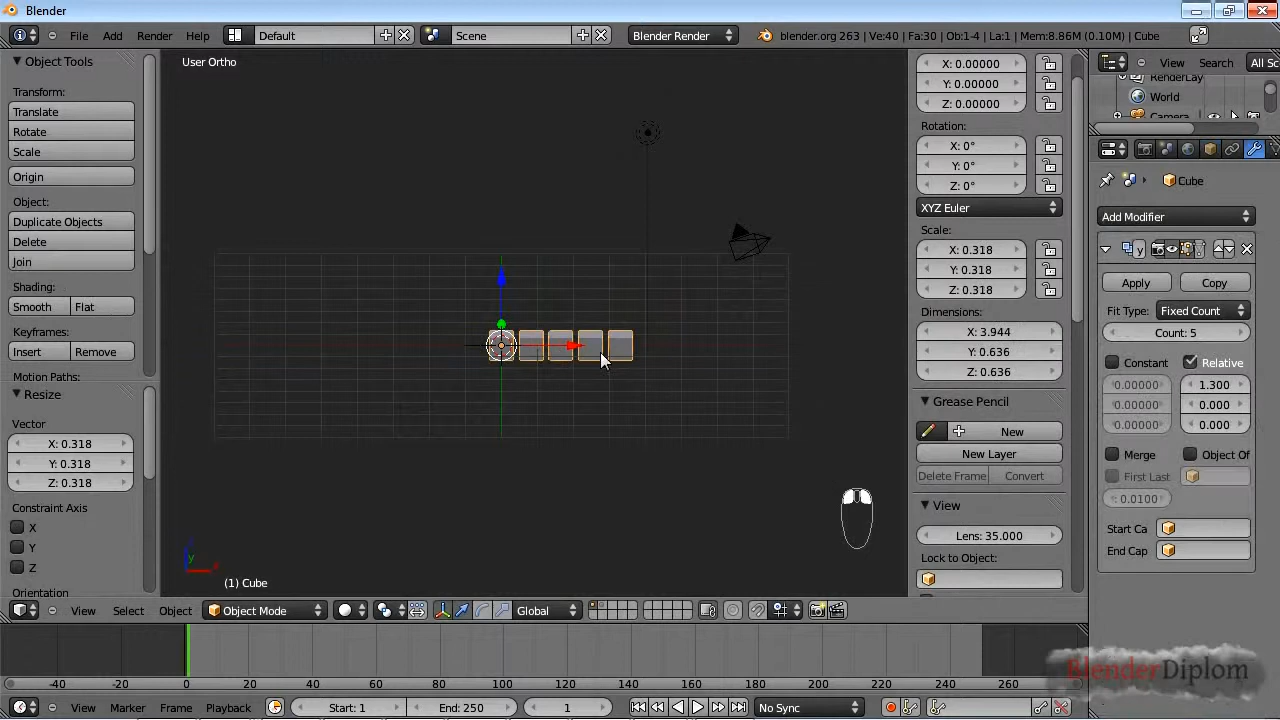 Blender
File Add Render Help Default Scene Blender Render blender.org 263 | Ve:40 | Fa:30 | Ob:1-4 | La:1 | Mem:8.86M (0.10M) | Cube
Object Tools
Transform:
Translate
Rotate
Scale
Origin
Object:
Duplicate Objects
Delete
Join
Shading:
Smooth Flat
Keyframes:
Insert Remove
Motion Paths:
Resize
Vector
X: 0.318
Y: 0.318
Z: 0.318
Constraint Axis
X
Y
Z
Orientation
User Ortho
(1) Cube
View Select Object Object Mode Global
X: 0.00000
Y: 0.00000
Z: 0.00000
Rotation:
X: 0°
Y: 0°
Z: 0°
XYZ Euler
Scale:
X: 0.318
Y: 0.318
Z: 0.318
Dimensions:
X: 3.944
Y: 0.636
Z: 0.636
Grease Pencil
New
New Layer
Delete Frame Convert
View
Lens: 35.000
Lock to Object:
View Search All Sc
RenderLay
World
Camera
Cube
Add Modifier
y
Apply Copy
Fit Type: Fixed Count
Count: 5
Constant Relative
0.00000 1.300
0.00000 0.000
0.00000 0.000
Merge Object Of
First Last
0.0100
Start Ca
End Cap
-40 -20 0 20 40 60 80 100 120 140 160 180 200 220 240 260
View Marker Frame Playback Start: 1 End: 250 1 No Sync
BlenderDiplom